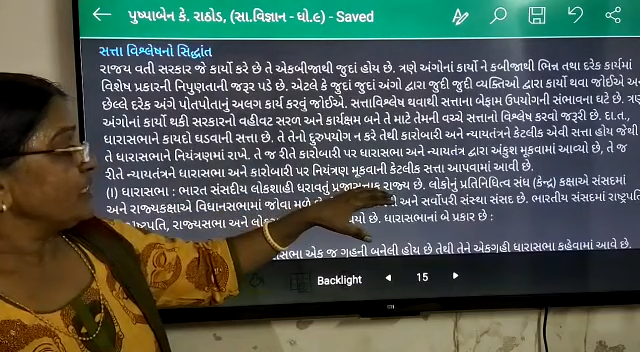 પુષ્પાબેન કે. રાઠોડ, (સા.વિજ્ઞાન - ધો.૯) - Saved
સત્તા વિશ્લેષનો સિદ્ધાંત
રાજય વતી સરકાર જે કાર્યો કરે છે તે એકબીજાથી જુદાં હોય છે. ત્રણે અંગોનાં કાર્યો ને કબીજાથી ભિન્ન તથા દરેક કાર્યમાં
વિશેષ પ્રકારની નિપુણતાની જરૂર પડે છે. એટલે કે જુદાં જુદાં અંગો દ્વારા જુદી જુદી વ્યક્તિઓ દ્વારા કાર્યો થવા જોઈએ અને
છેલ્લે દરેક અંગે પોતપોતાનું અલગ કાર્ય કરવું જોઈએ. સત્તાવિશ્લેષ થવાથી સત્તાના બેફામ ઉપયોગની સંભાવના ઘટે છે.
અંગોનાં કાર્યો થકી સરકારનો વહીવટ સરળ અને કાર્યક્ષમ બને તે માટે તેમની વચ્ચે સત્તાનો વિશ્લેષ કરવો જરૂરી છે. દા.ત.,
ધારાસભાને કાયદો ઘડવાની સત્તા છે. તે તેનો દુરુપયોગ ન કરે તેથી કારોબારી અને ન્યાયતંત્રને કેટલીક એવી સત્તા હોય જેથી
તે ધારાસભાને નિયંત્રણમાં રાખે. તે જ રીતે કારોબારી પર ધારાસભા અને ન્યાયતંત્ર દ્વારા અંકુશ મૂકવામાં આવ્યો છે, તે જ
રીતે ન્યાયતંત્રને ધારાસભા અને કારોબારી પર નિયંત્રણ મૂકવાની કેટલીક સત્તા આપવામાં આવી છે.
(I) ધારાસભા : ભારત સંસદીય લોકશાહી ધરાવતું પ્રજાસત્તાક રાજ્ય છે. લોકોનું પ્રતિનિધિત્વ સંઘ (કેન્દ્ર) કક્ષાએ સંસદમાં
અને રાજ્યકક્ષાએ વિધાનસભામાં જોવા મળે અને સર્વોપરી સંસ્થા સંસદ છે. ભારતીય સંસદમાં રાષ્ટ્રપતિ
રાજ્યસભા અને છે. ધારાસભાનાં બે પ્રકાર છે :
એક જ ગૃહની બનેલી હોય છે તેથી તેને એકગૃહી ધારાસભા કહેવામાં આવે છે.
Backlight 15